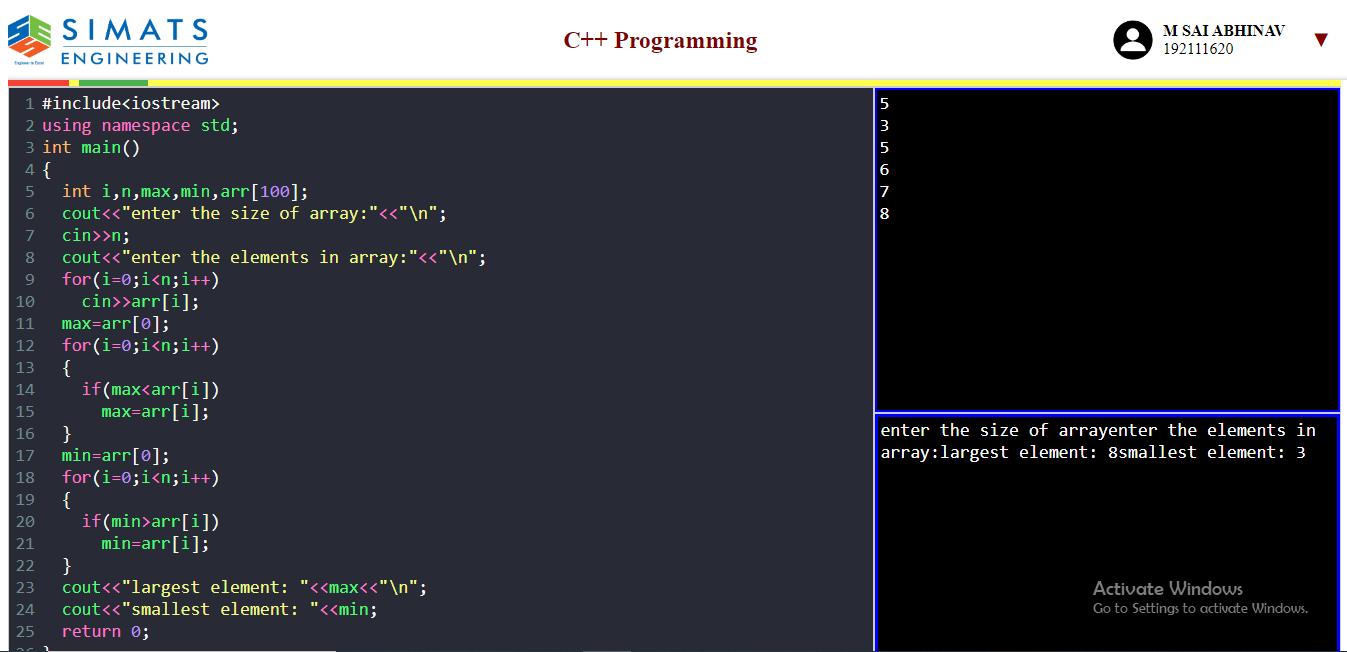 SIMATS
ENGINEERING
Engineer to Excel
C++ Programming
M SAI ABHINAV
192111620
▼
1 #include<iostream>
2 using namespace std;
3 int main()
4 {
5   int i,n,max,min,arr[100];
6   cout<<"enter the size of array:"<<"\n";
7   cin>>n;
8   cout<<"enter the elements in array:"<<"\n";
9   for(i=0;i<n;i++)
10     cin>>arr[i];
11   max=arr[0];
12   for(i=0;i<n;i++)
13   {
14     if(max<arr[i])
15       max=arr[i];
16   }
17   min=arr[0];
18   for(i=0;i<n;i++)
19   {
20     if(min>arr[i])
21       min=arr[i];
22   }
23   cout<<"largest element: "<<max<<"\n";
24   cout<<"smallest element: "<<min;
25   return 0;
26 }
5
3
5
6
7
8
enter the size of arrayenter the elements in
array:largest element: 8smallest element: 3
Activate Windows
Go to Settings to activate Windows.